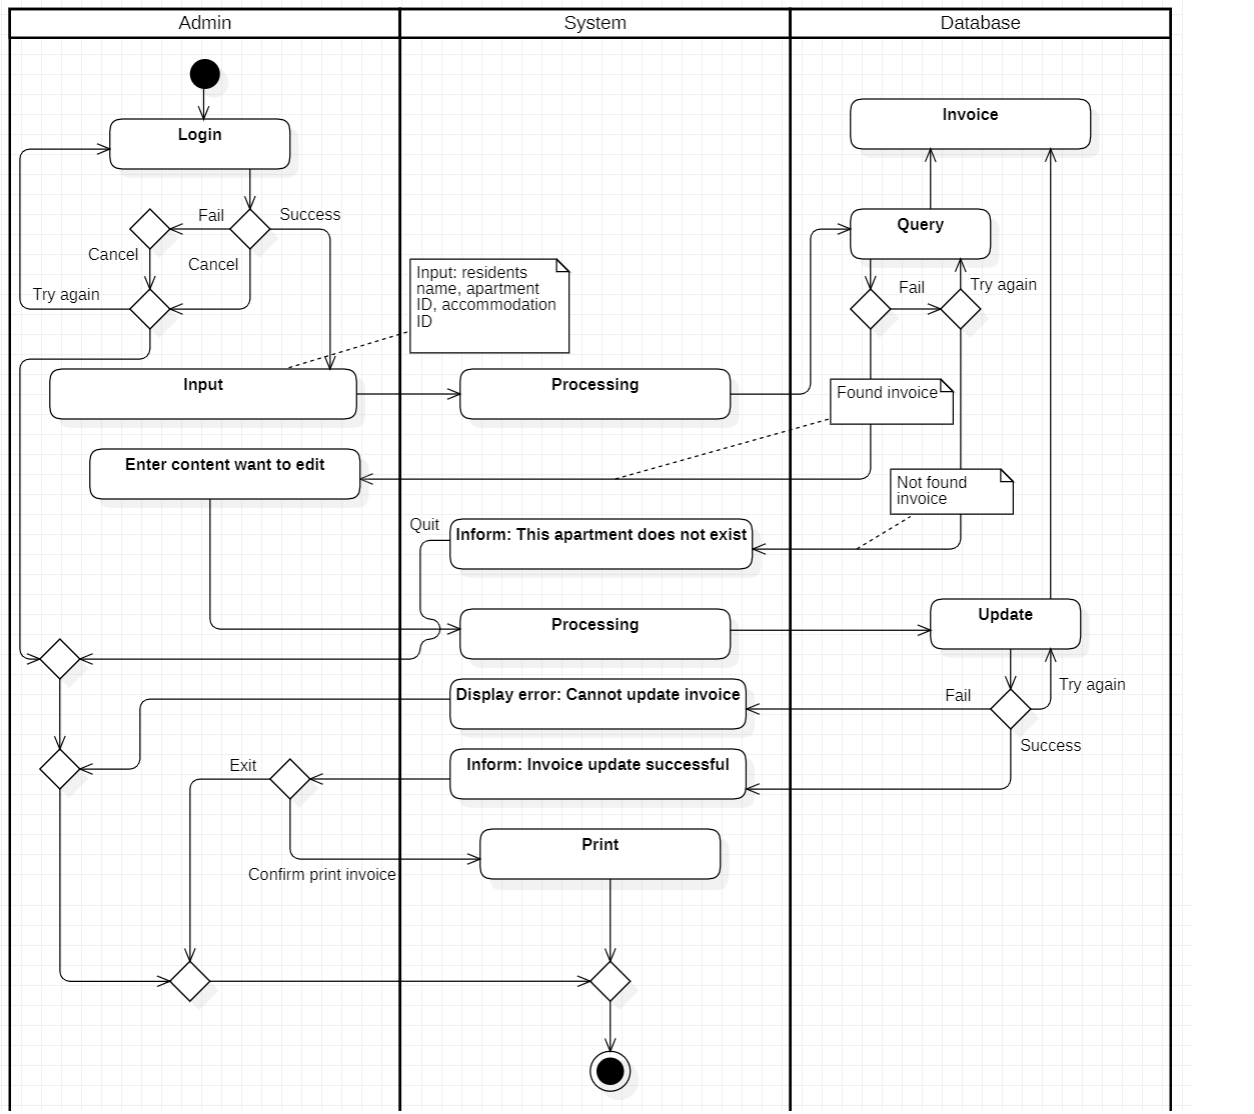 Admin
System
Database
Login
Invoice
Fail
Success
Query
Cancel
Cancel
Try again
Input: residents
name, apartment
ID, accommodation
ID
Fail
Try again
Input
Processing
Found invoice
Enter content want to edit
Not found
invoice
Quit
Inform: This apartment does not exist
Processing
Update
Display error: Cannot update invoice
Fail
Try again
Success
Exit
Inform: Invoice update successful
Print
Confirm print invoice